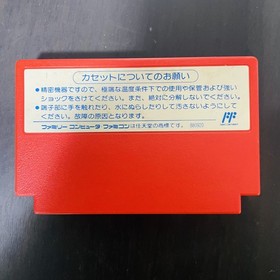 カセットについてのお願い
●精密機器ですので、極端な温度条件下での使用や保管および強い
ショックをさけてください。また、絶対に分解しないでください。
●端子部に手を触れたり、水にぬらしたりして汚さないようにして
ください。故障の原因となります。
ファミリーコンピュータ・ファミコンは任天堂の商標です。